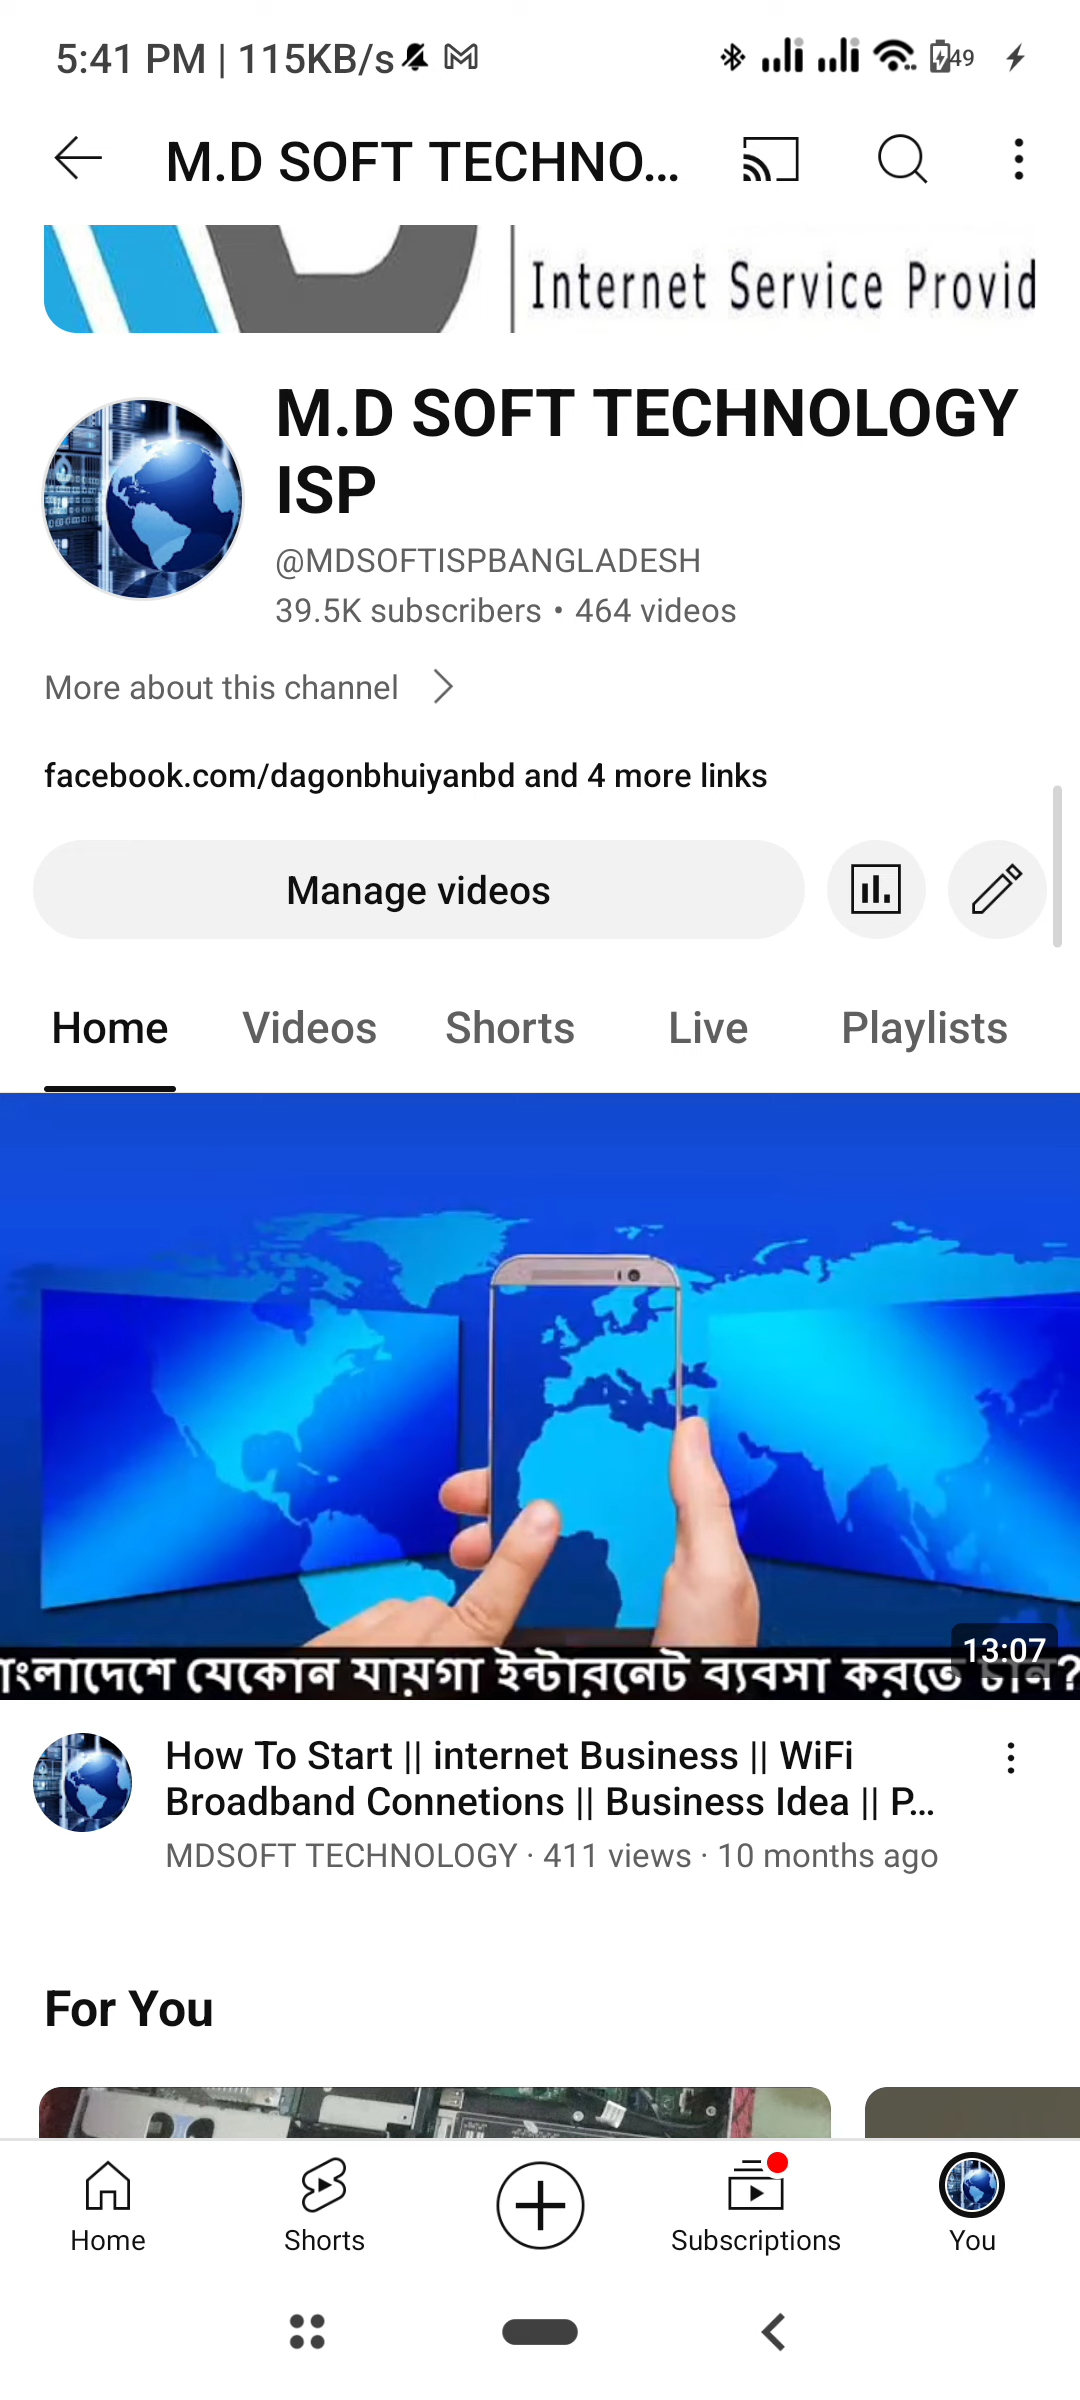 5:41 PM | 115KB/s
49
M.D SOFT TECHNO...
Internet Service Provid
M.D SOFT TECHNOLOGY
ISP
@MDSOFTISPBANGLADESH
39.5K subscribers • 464 videos
More about this channel
facebook.com/dagonbhuiyanbd and 4 more links
Manage videos
Home Videos Shorts Live Playlists
13:07
যেকোন যায়গা ইন্টারনেট ব্যবসা করতে চান?
How To Start || internet Business || WiFi
Broadband Connetions || Business Idea || P...
MDSOFT TECHNOLOGY · 411 views · 10 months ago
For You
Home Shorts Subscriptions You